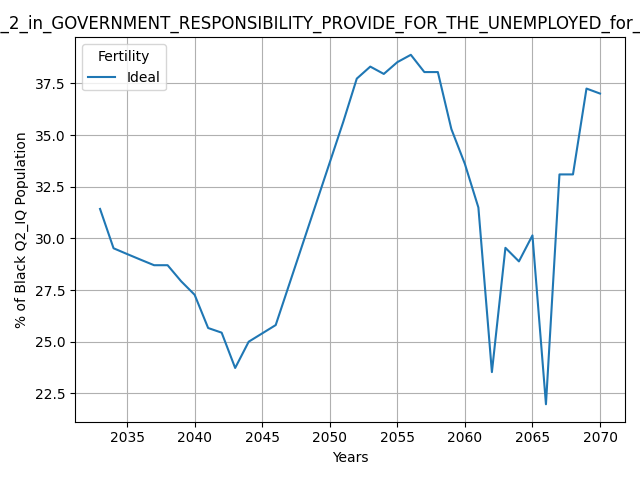 _2_in_GOVERNMENT_RESPONSIBILITY_PROVIDE_FOR_THE_UNEMPLOYED_for_
Fertility
Ideal
% of Black Q2_IQ Population
37.5
35.0
32.5
30.0
27.5
25.0
22.5
2035 2040 2045 2050 2055 2060 2065 2070
Years